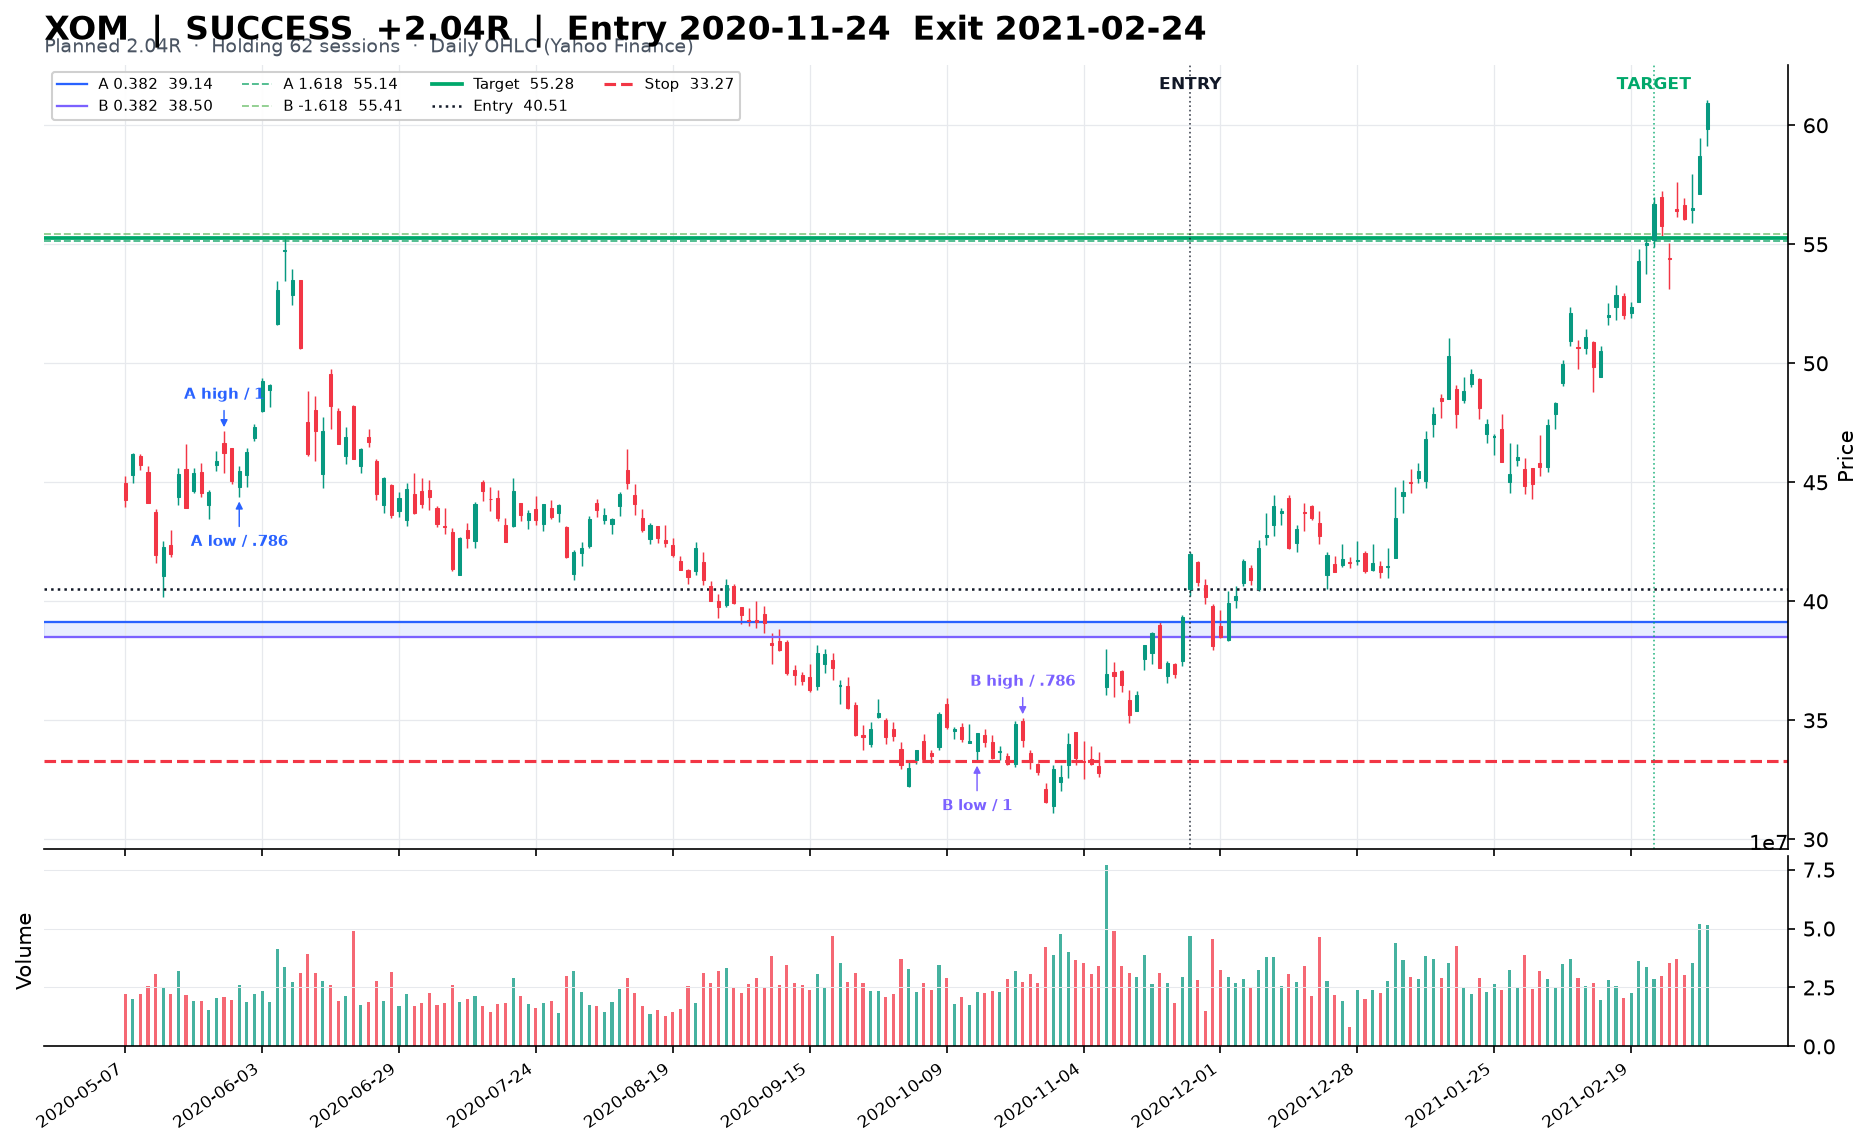 XOM | SUCCESS +2.04R | Entry 2020-11-24 Exit 2021-02-24
Planned 2.04R · Holding 62 sessions · Daily OHLC (Yahoo Finance)
A 0.382 39.14
B 0.382 38.50
A 1.618 55.14
B -1.618 55.41
Target 55.28
Entry 40.51
Stop 33.27
ENTRY
TARGET
A high / 1
A low / .786
B high / .786
B low / 1
60
55
50
45
40
35
30
Price
1e7
7.5
5.0
2.5
0.0
Volume
2020-05-07
2020-06-03
2020-06-29
2020-07-24
2020-08-19
2020-09-15
2020-10-09
2020-11-04
2020-12-01
2020-12-28
2021-01-25
2021-02-19